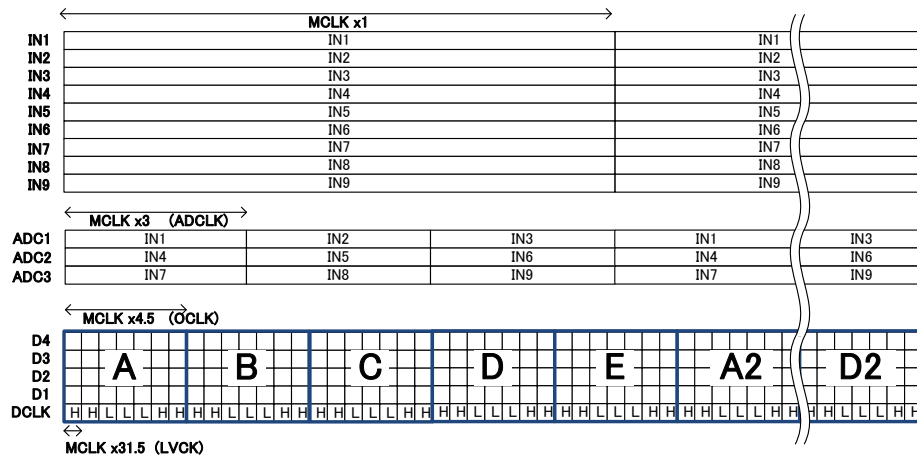 MCLK x1
IN1 IN1 IN1
IN2 IN2 IN2
IN3 IN3 IN3
IN4 IN4 IN4
IN5 IN5 IN5
IN6 IN6 IN6
IN7 IN7 IN7
IN8 IN8 IN8
IN9 IN9 IN9
MCLK x3 (ADCLK)
ADC1 IN1 IN2 IN3 IN1 IN3
ADC2 IN4 IN5 IN6 IN4 IN6
ADC3 IN7 IN8 IN9 IN7 IN9
MCLK x4.5 (OCLK)
D4
D3
D2
D1
A B C D E A2 D2
DCLK H H L L L H H H H L L L H H H H L L L H H H H L L L H H H H L L L H H H H L L L H H H H L L L H H
MCLK x31.5 (LVCK)